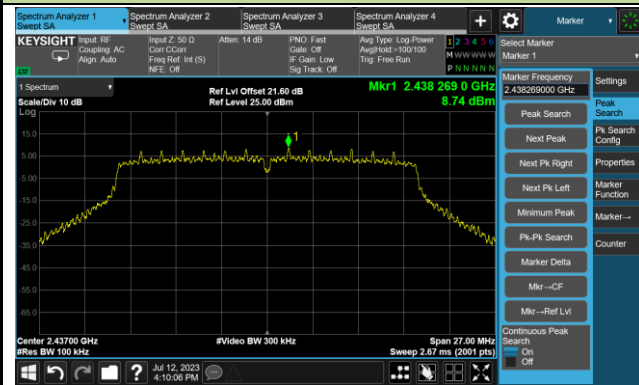 Spectrum Analyzer 1
Swept SA
Spectrum Analyzer 2
Swept SA
Spectrum Analyzer 3
Swept SA
Spectrum Analyzer 4
Swept SA
+
Marker
KEYSIGHT
Input: RF
Coupling: AC
Align: Auto
Input Z: 50 Ω
Corr CCorr
Freq Ref: Int (S)
NFE: Off
Atten: 14 dB
PNO: Fast
Gate: Off
IF Gain: Low
Sig Track: Off
Avg Type: Log-Power
Avg|Hold:>100/100
Trig: Free Run
1 2 3 4 5 6
M W W W W W
P N N N N N
Select Marker
Marker 1
LVI
1 Spectrum
Scale/Div 10 dB
Log
Ref Lvl Offset 21.60 dB
Ref Level 25.00 dBm
Mkr1 2.438 269 0 GHz
8.74 dBm
1
15.0
5.00
-5.00
-15.0
-25.0
-35.0
-45.0
-55.0
-65.0
Center 2.43700 GHz
#Res BW 100 kHz
#Video BW 300 kHz
Span 27.00 MHz
Sweep 2.67 ms (2001 pts)
Marker Frequency
2.438269000 GHz
Peak Search
Next Peak
Next Pk Right
Next Pk Left
Minimum Peak
Pk-Pk Search
Marker Delta
Mkr→CF
Mkr→Ref Lvl
Continuous Peak
Search
On
Off
Settings
Peak
Search
Pk Search
Config
Properties
Marker
Function
Marker→
Counter
?
Jul 12, 2023
4:10:06 PM